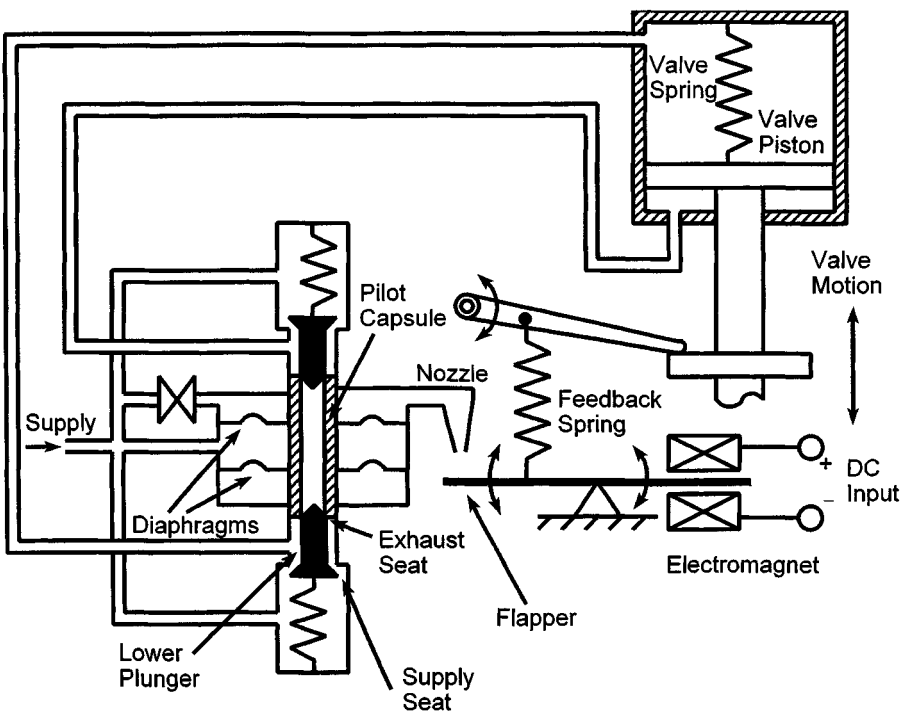 Valve
Spring
Valve
Piston
Valve
Motion
Pilot
Capsule
Nozzle
Feedback
Spring
Supply
+
DC
–
Input
Diaphragms
Exhaust
Seat
Electromagnet
Flapper
Lower
Plunger
Supply
Seat